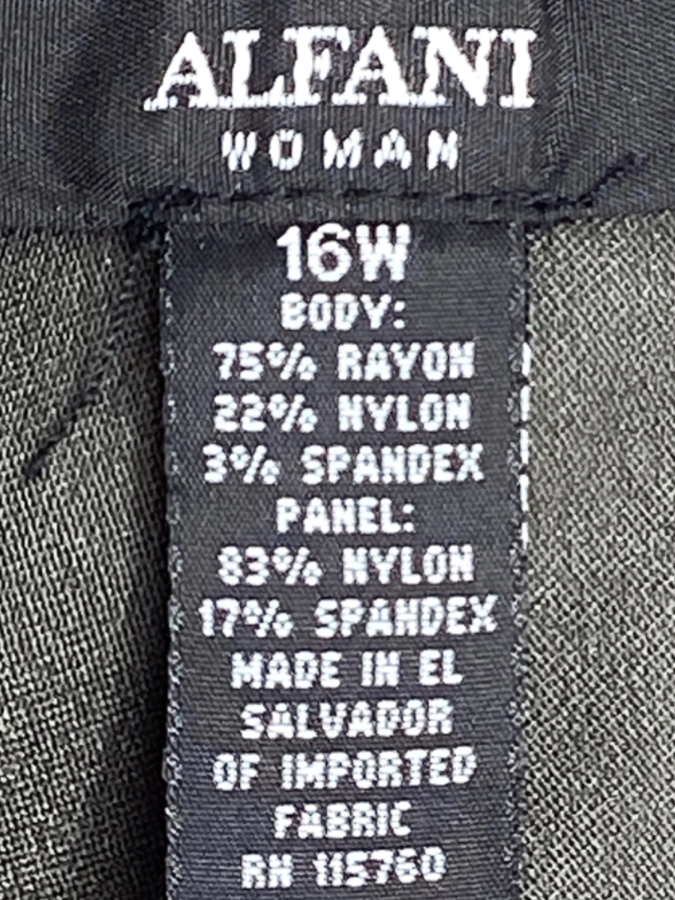 ALFANI
WOMAN
16W
BODY:
75% RAYON
22% NYLON
3% SPANDEX
PANEL:
83% NYLON
17% SPANDEX
MADE IN EL
SALVADOR
OF IMPORTED
FABRIC
RN 115760